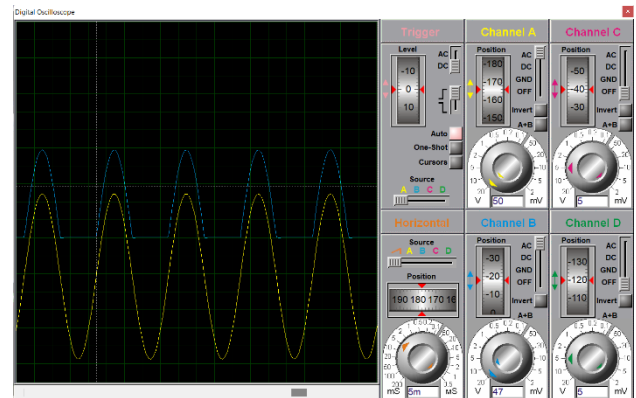 Digital Oscilloscope
Trigger
Level
AC
DC
-10
0
10
Auto
One-Shot
Cursors
Source
A B C D
Channel A
Position
AC
DC
GND
OFF
Invert
A+B
-180
-170
-160
-150
V
50
mV
Channel C
Position
AC
DC
GND
OFF
Invert
A+B
-50
-40
-30
V
5
mV
Horizontal
Source
A B C D
Position
190 180 170 16
mS
5m
µS
Channel B
Position
AC
DC
GND
OFF
Invert
A+B
-30
-20
-10
0
V
47
mV
Channel D
Position
AC
DC
GND
OFF
Invert
A+B
-130
-120
-110
V
5
mV